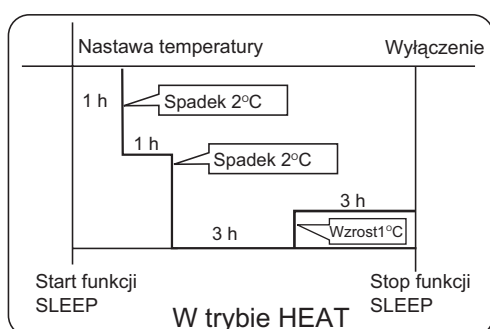 Nastawa temperatury
Wyłączenie
1 h
Spadek 2°C
1 h
Spadek 2°C
3 h
3 h
Wzrost1°C
Start funkcji
SLEEP
Stop funkcji
SLEEP
W trybie HEAT